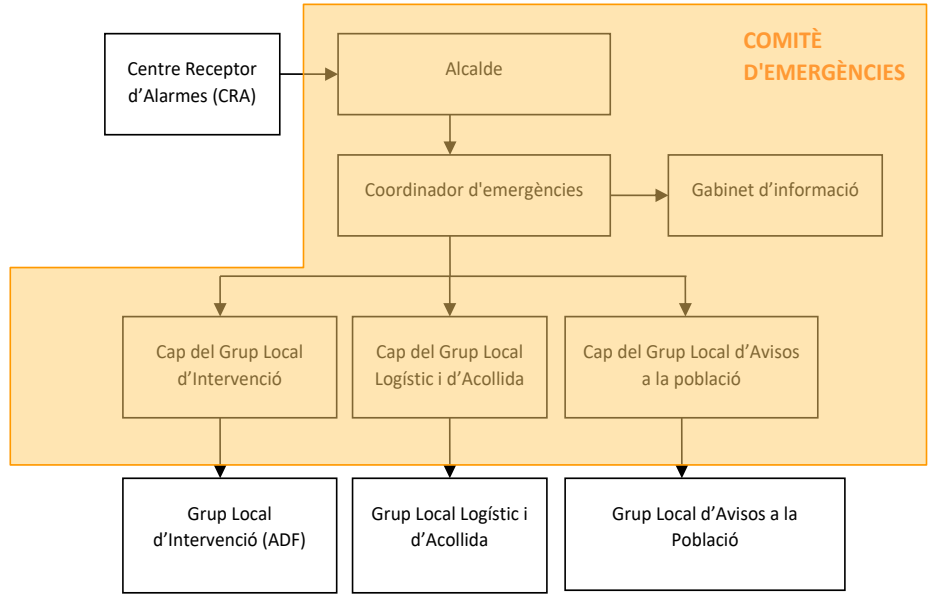 COMITÈ
D'EMERGÈNCIES
Centre Receptor
d’Alarmes (CRA)
Alcalde
Coordinador d'emergències
Gabinet d’informació
Cap del Grup Local
d’Intervenció
Cap del Grup Local
Logístic i d’Acollida
Cap del Grup Local d’Avisos
a la població
Grup Local
d’Intervenció (ADF)
Grup Local Logístic i
d’Acollida
Grup Local d’Avisos a la
Població